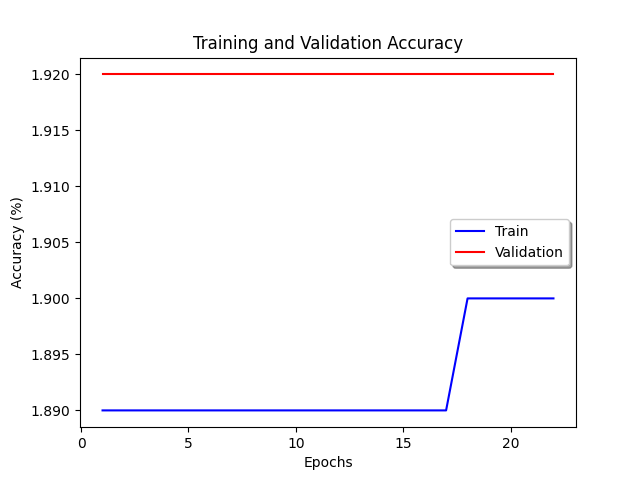 Training and Validation Accuracy
Accuracy (%)
1.920
1.915
1.910
1.905
1.900
1.895
1.890
Train
Validation
0 5 10 15 20
Epochs